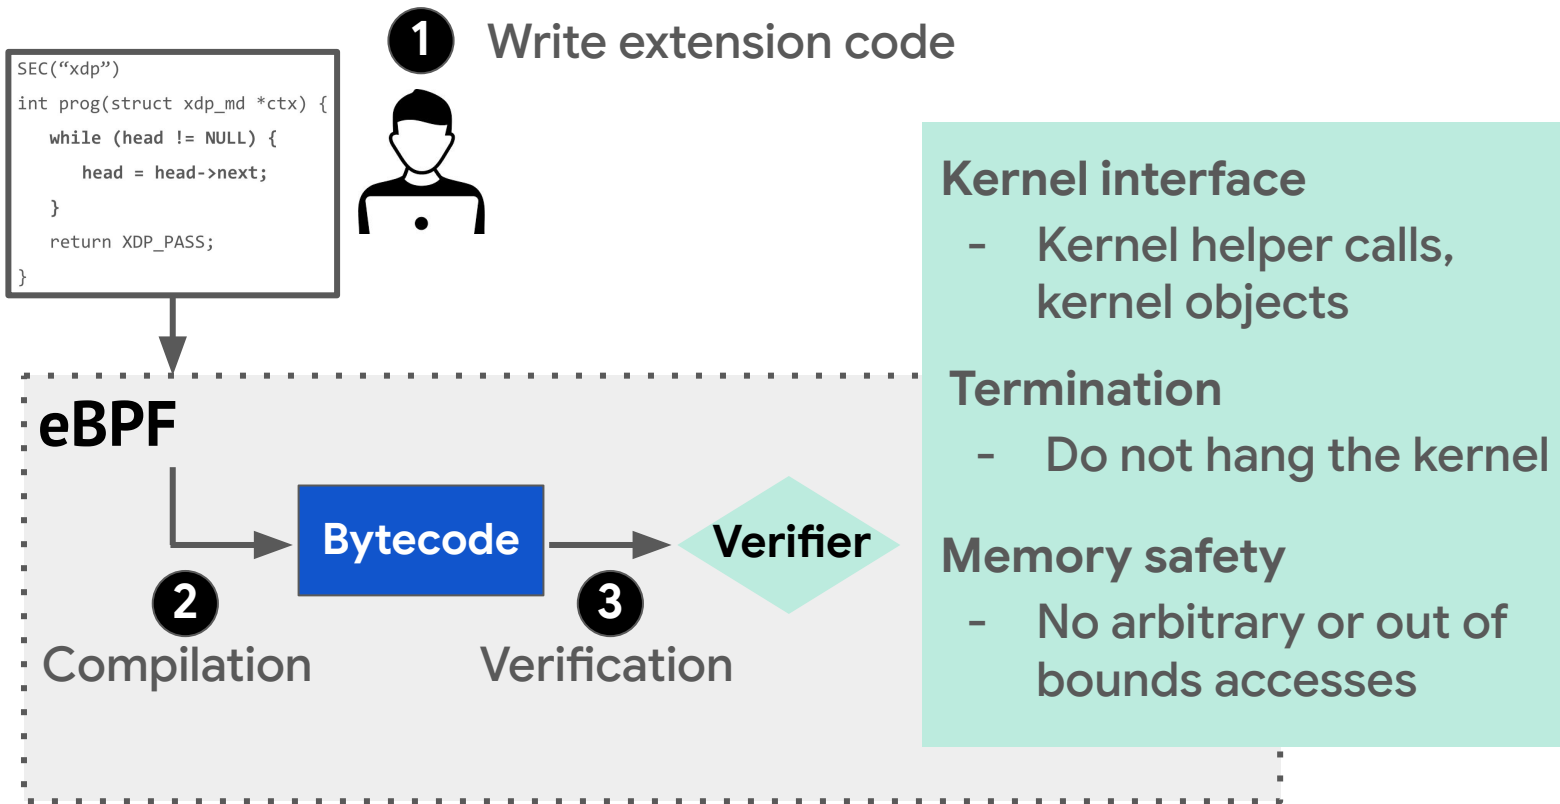 1 Write extension code
SEC(“xdp”)
int prog(struct xdp_md *ctx) {
while (head != NULL) {
head = head->next;
}
return XDP_PASS;
}
eBPF
Bytecode
Verifier
2
Compilation
3
Verification
Kernel interface
- Kernel helper calls,
kernel objects
Termination
- Do not hang the kernel
Memory safety
- No arbitrary or out of
bounds accesses